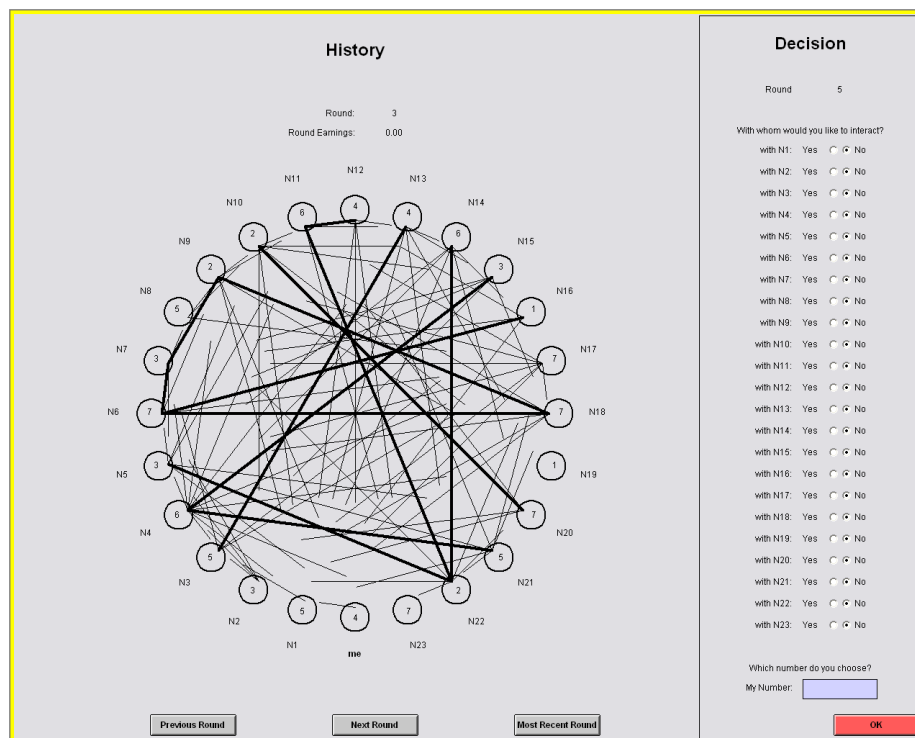 History
Round: 3
Round Earnings: 0.00
N12
N11
N13
N10
N14
N9
N15
N8
N16
N7
N17
N6
N18
N5
N19
N4
N20
N3
N21
N2
N22
N1
N23
me
4
6
4
2
6
2
3
5
1
3
7
7
7
3
1
6
7
5
5
3
2
5
7
4
Previous Round
Next Round
Most Recent Round
Decision
Round 5
With whom would you like to interact?
with N1: Yes No
with N2: Yes No
with N3: Yes No
with N4: Yes No
with N5: Yes No
with N6: Yes No
with N7: Yes No
with N8: Yes No
with N9: Yes No
with N10: Yes No
with N11: Yes No
with N12: Yes No
with N13: Yes No
with N14: Yes No
with N15: Yes No
with N16: Yes No
with N17: Yes No
with N18: Yes No
with N19: Yes No
with N20: Yes No
with N21: Yes No
with N22: Yes No
with N23: Yes No
Which number do you choose?
My Number:
OK